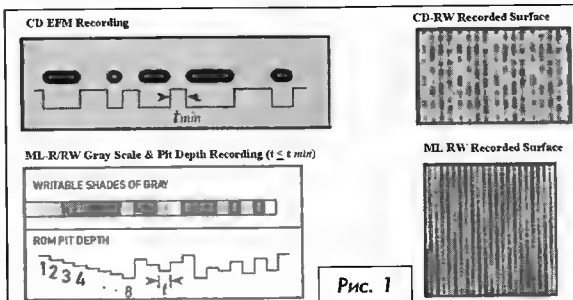 CD EFM Recording
tmin
ML-R/RW Gray Scale & Pit Depth Recording (t ≤ t min)
WRITABLE SHADES OF GRAY
ROM PIT DEPTH
1 2 3 4 . . 8
t
CD-RW Recorded Surface
ML RW Recorded Surface
Рис. 1